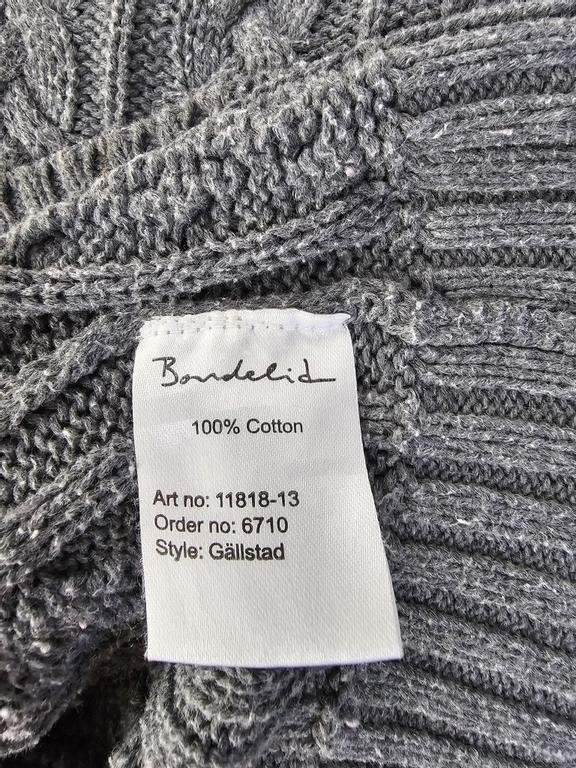 Bondelid
100% Cotton
Art no: 11818-13
Order no: 6710
Style: Gällstad